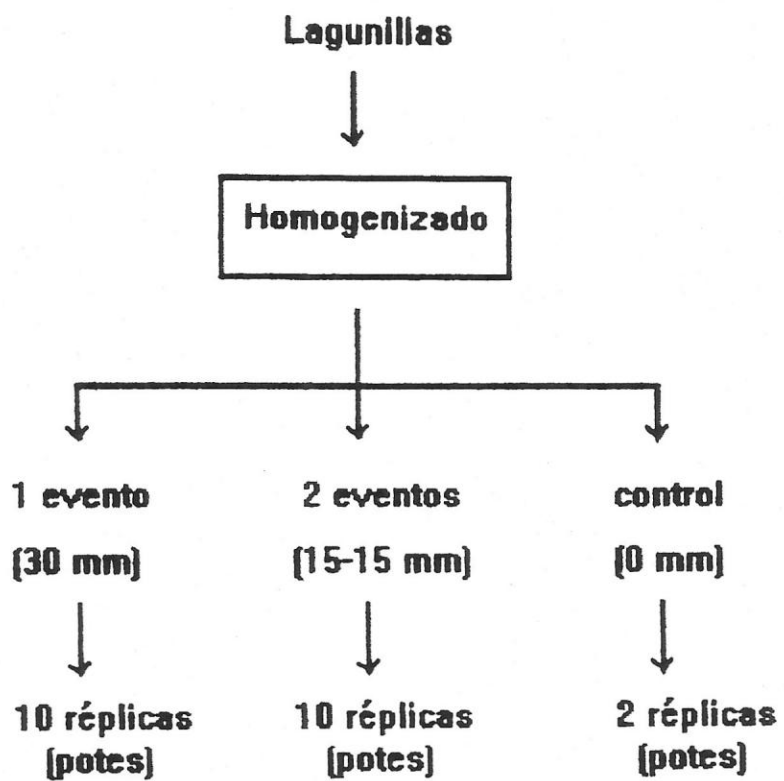 Lagunillas
Homogenizado
1 evento
(30 mm)
2 eventos
(15-15 mm)
control
(0 mm)
10 réplicas
(potes)
10 réplicas
(potes)
2 réplicas
(potes)